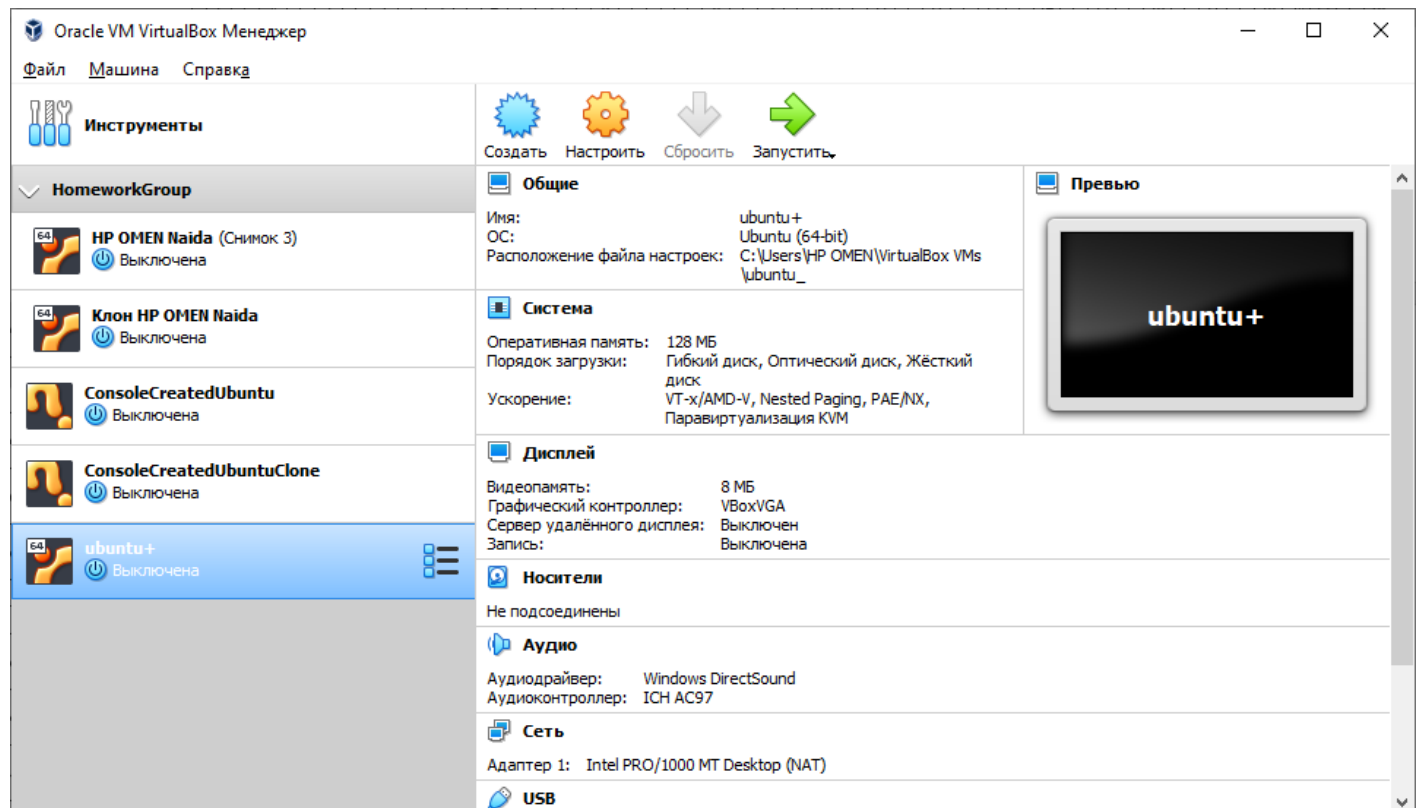 Oracle VM VirtualBox Менеджер
Файл Машина Справка
Инструменты
Создать Настроить Сбросить Запустить
HomeworkGroup
64 HP OMEN Naida (Снимок 3)
Выключена
64 Клон HP OMEN Naida
Выключена
ConsoleCreatedUbuntu
Выключена
ConsoleCreatedUbuntuClone
Выключена
64 ubuntu+
Выключена
Общие
Имя: ubuntu+
ОС: Ubuntu (64-bit)
Расположение файла настроек: C:\Users\HP OMEN\VirtualBox VMs
\ubuntu_
Система
Оперативная память: 128 МБ
Порядок загрузки: Гибкий диск, Оптический диск, Жёсткий
диск
Ускорение: VT-x/AMD-V, Nested Paging, PAE/NX,
Паравиртуализация KVM
Превью
ubuntu+
Дисплей
Видеопамять: 8 МБ
Графический контроллер: VBoxVGA
Сервер удалённого дисплея: Выключен
Запись: Выключена
Носители
Не подсоединены
Аудио
Аудиодрайвер: Windows DirectSound
Аудиоконтроллер: ICH AC97
Сеть
Адаптер 1: Intel PRO/1000 MT Desktop (NAT)
USB